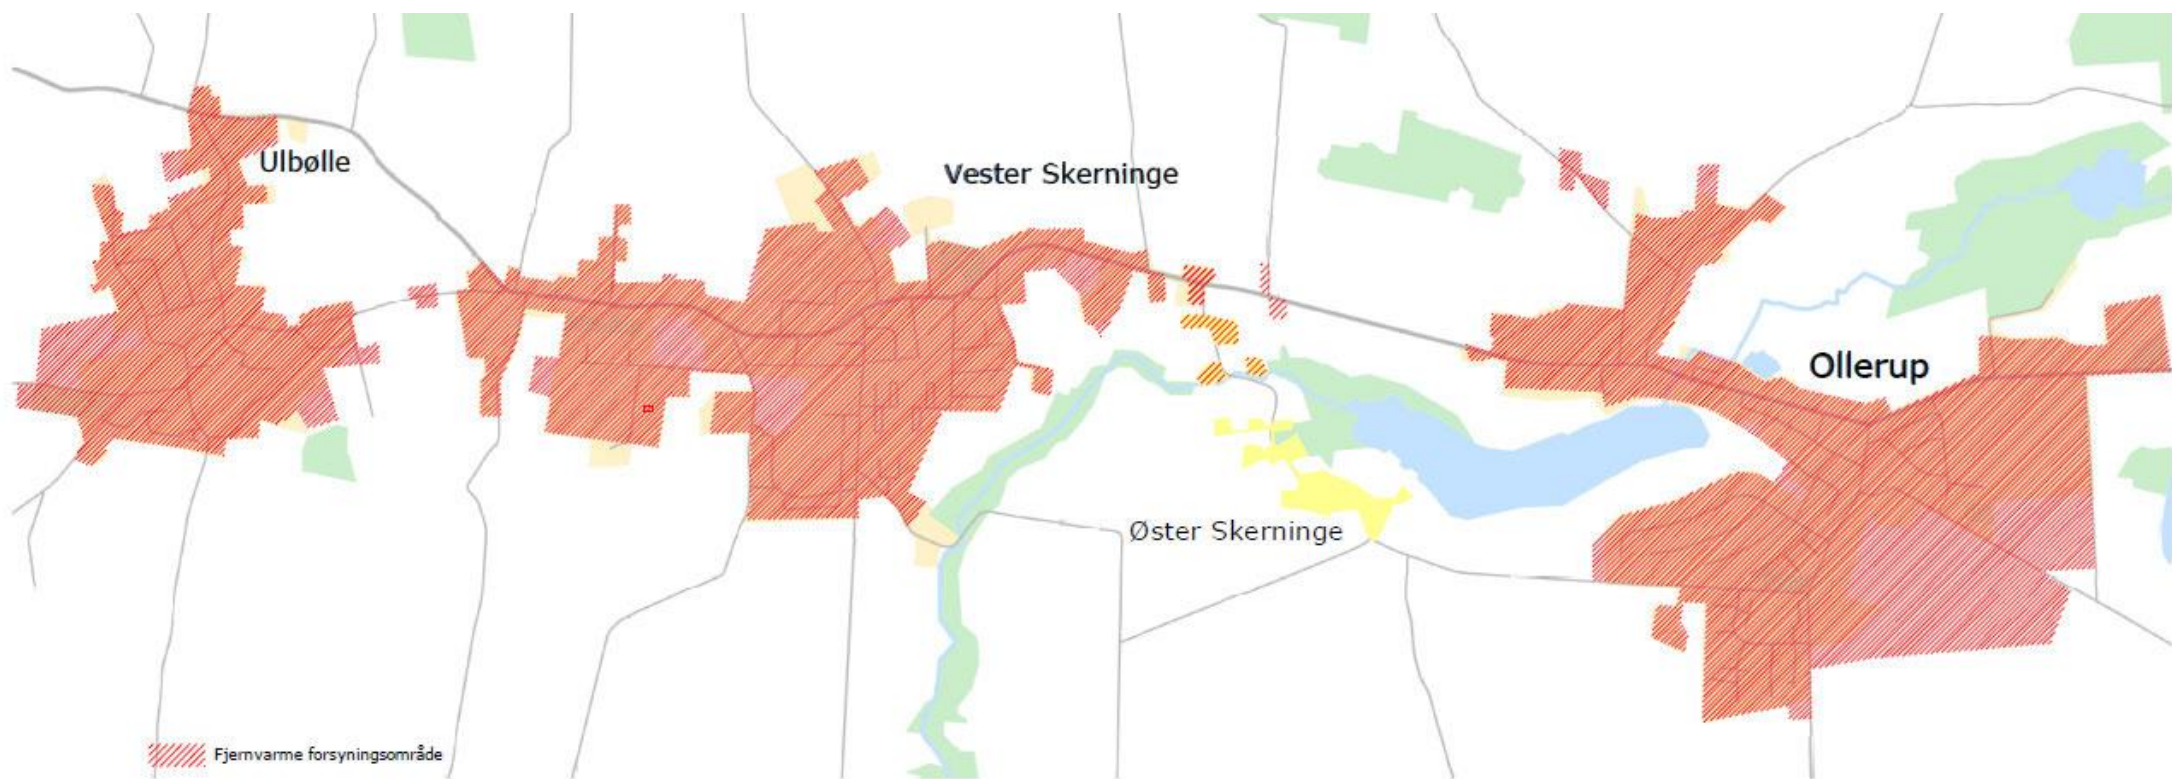 Ulbølle
Vester Skerninge
Ollerup
Øster Skerninge
Fjernvarme forsyningsområde